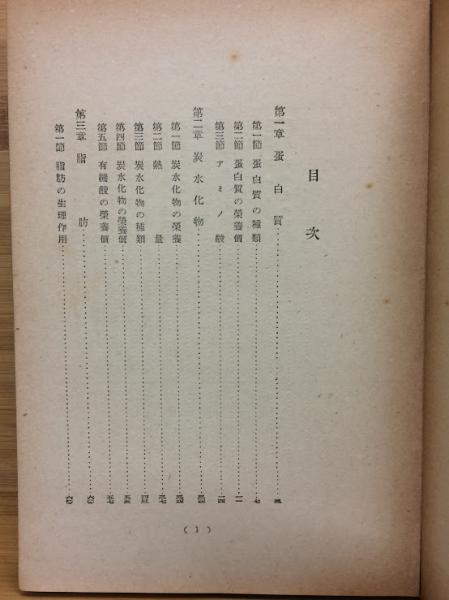 目次
第一章 蛋白質
第一節 蛋白質の種類
第二節 蛋白質の榮養價
第三節 アミノ酸
第二章 炭水化物
第一節 炭水化物の榮養
第二節 熱量
第三節 炭水化物の種類
第四節 炭水化物の榮養價
第五節 有機酸の榮養價
第三章 脂肪
第一節 脂肪の生理作用
(1)